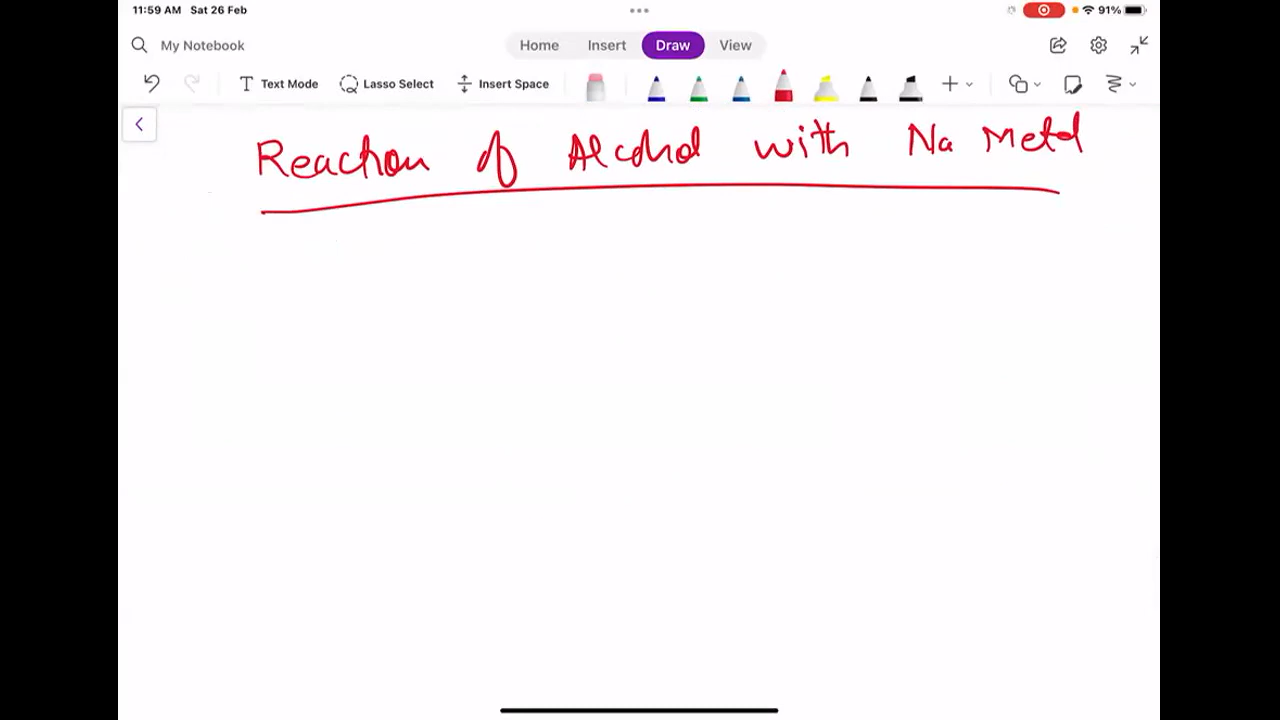 11:59 AM Sat 26 Feb 91%
My Notebook Home Insert Draw View
Text Mode Lasso Select Insert Space
Reaction of Alcohol with Na Metal